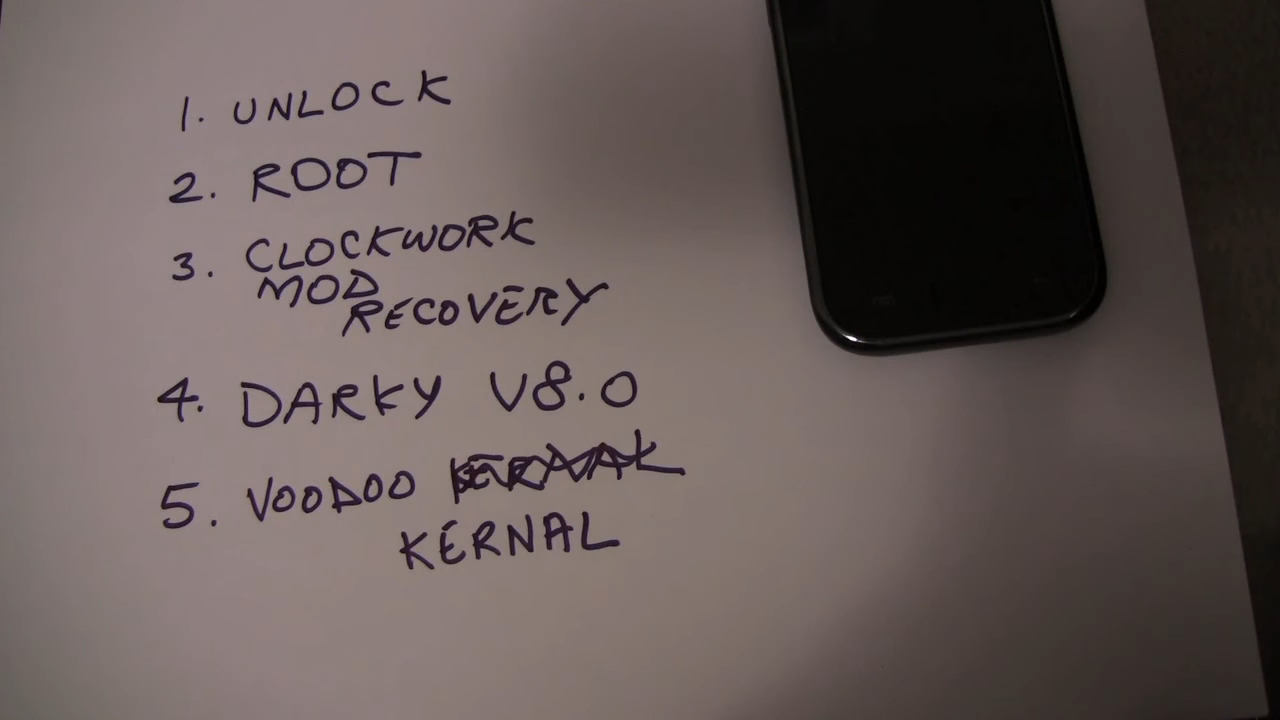 1. UNLOCK
2. ROOT
3. CLOCKWORK
MOD
RECOVERY
4. DARKY V8.0
5. VOODOO
KERNAL